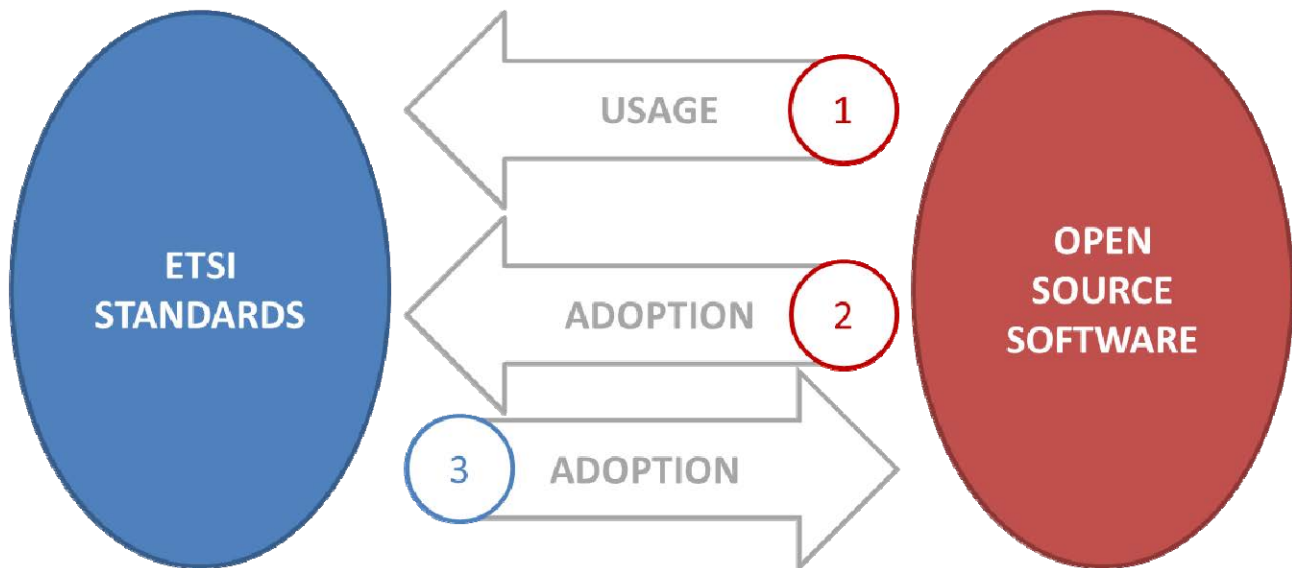 ETSI
STANDARDS
USAGE
1
ADOPTION
2
3
ADOPTION
OPEN
SOURCE
SOFTWARE